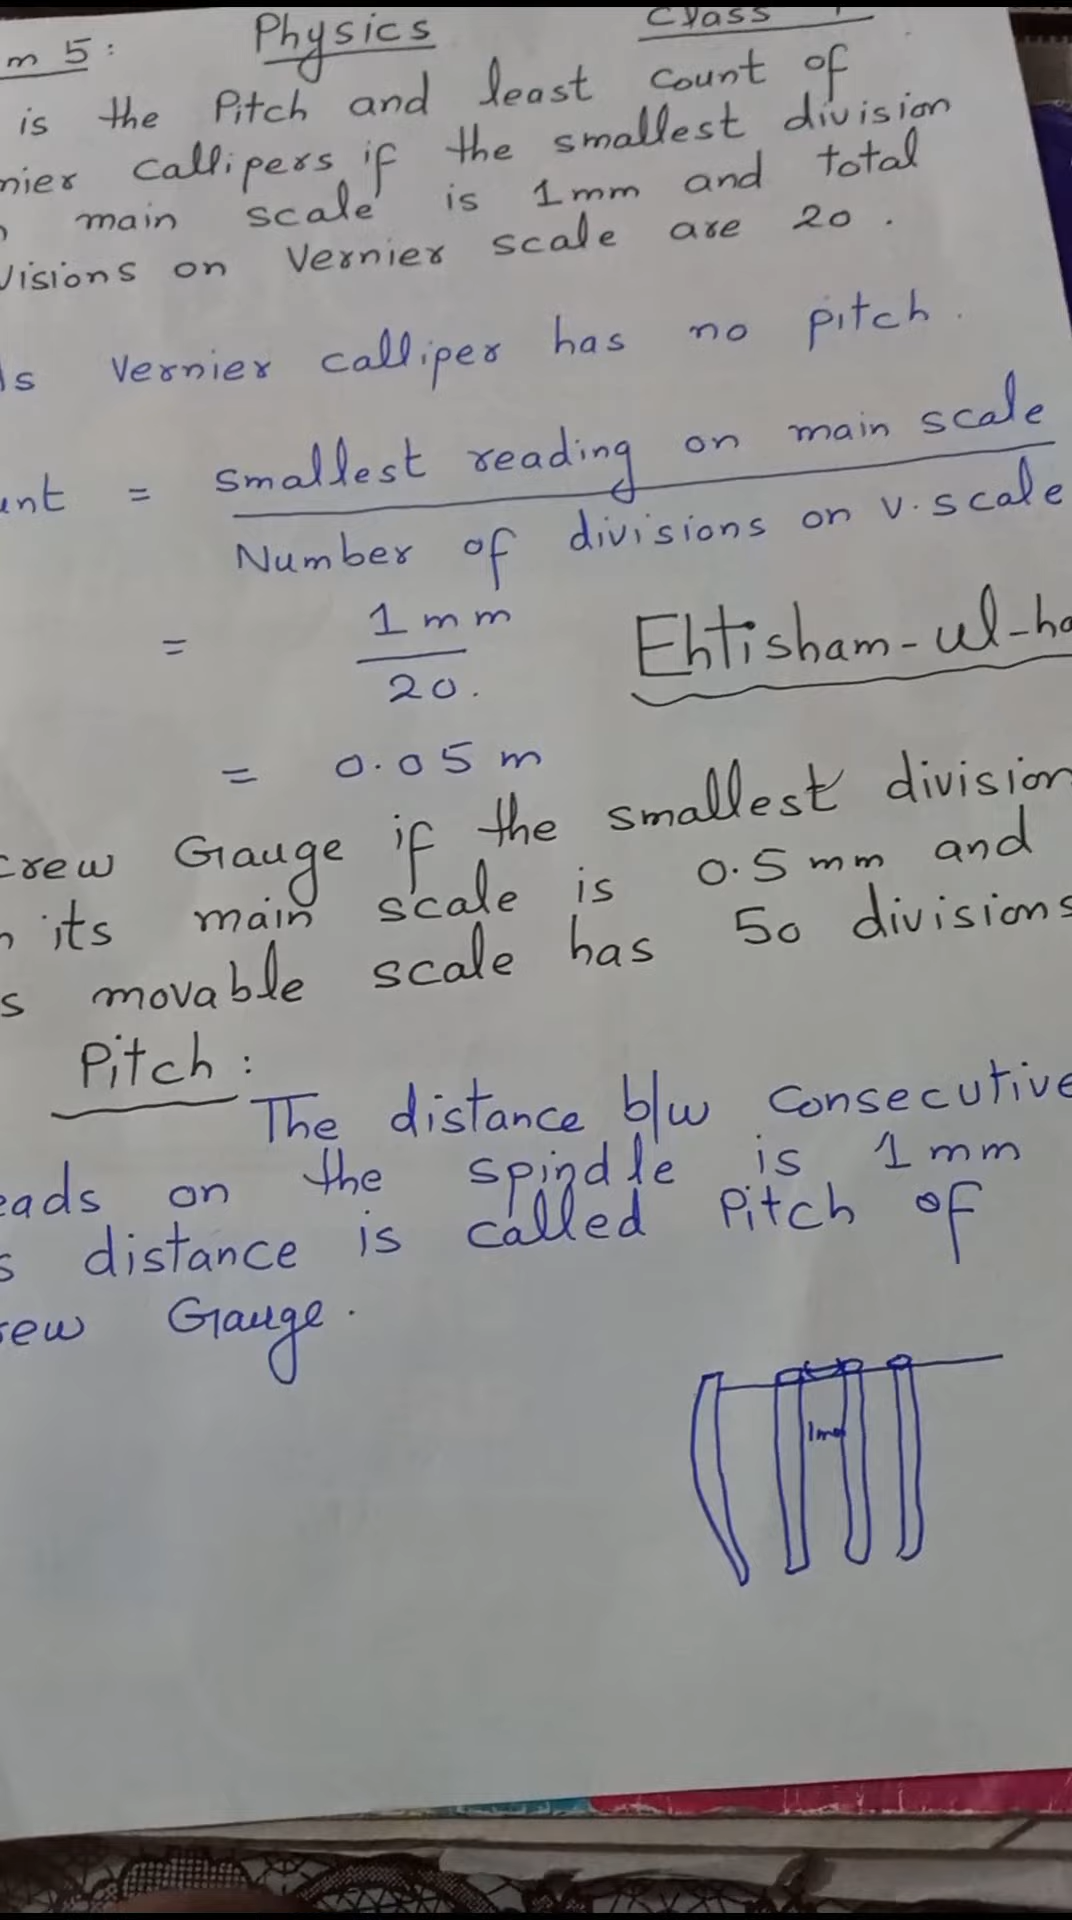 m 5: Physics Class
is the Pitch and least count of
nier callipers, if the smallest division
main scale is 1mm and total
visions on Vernier scale are 20.
Vernier calliper has no pitch.
unt = smallest reading on main scale
Number of divisions on v.scale
= 1mm
20.
Ehtisham-ul-ha
= 0.05 m
crew Gauge if the smallest division
n its main scale is 0.5mm and
s movable scale has 50 divisions
Pitch:
The distance b/w consecutive
eads on the spindle is 1mm
s distance is called Pitch of
rew Gauge.
1mm